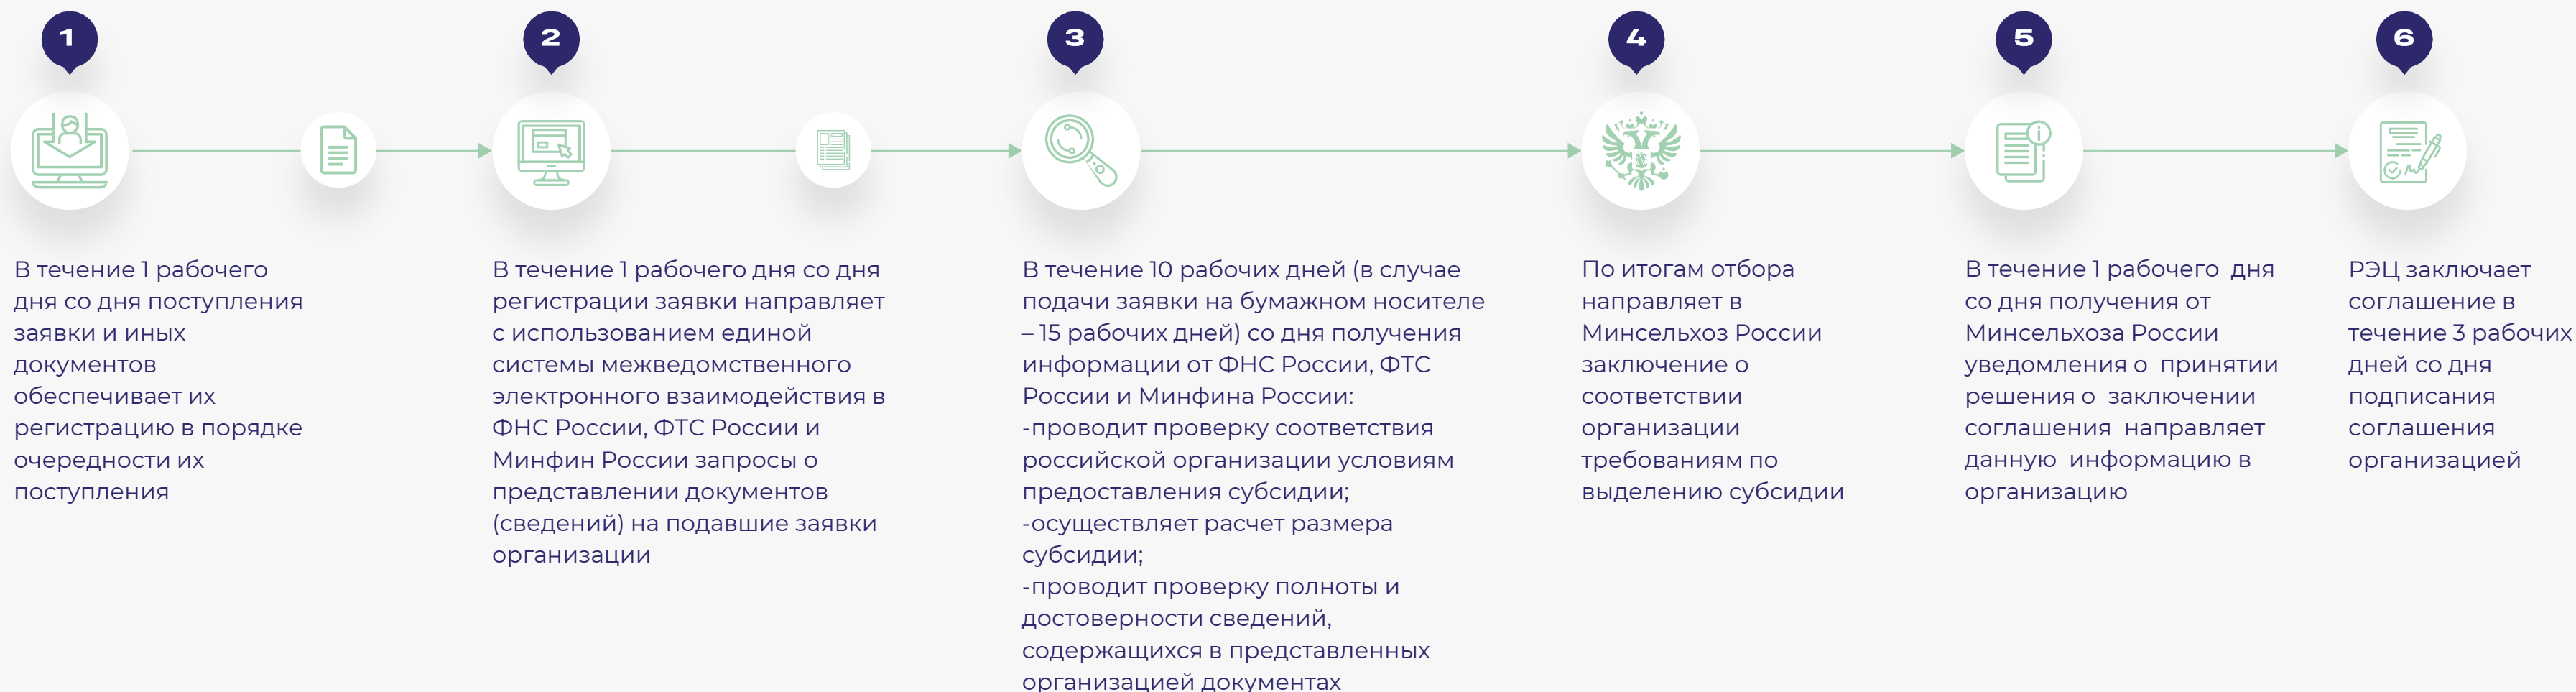 1
В течение 1 рабочего
дня со дня поступления
заявки и иных
документов
обеспечивает их
регистрацию в порядке
очередности их
поступления
2
В течение 1 рабочего дня со дня
регистрации заявки направляет
с использованием единой
системы межведомственного
электронного взаимодействия в
ФНС России, ФТС России и
Минфин России запросы о
представлении документов
(сведений) на подавшие заявки
организации
3
В течение 10 рабочих дней (в случае
подачи заявки на бумажном носителе
– 15 рабочих дней) со дня получения
информации от ФНС России, ФТС
России и Минфина России:
-проводит проверку соответствия
российской организации условиям
предоставления субсидии;
-осуществляет расчет размера
субсидии;
-проводит проверку полноты и
достоверности сведений,
содержащихся в представленных
организацией документах
4
По итогам отбора
направляет в
Минсельхоз России
заключение о
соответствии
организации
требованиям по
выделению субсидии
5
В течение 1 рабочего  дня
со дня получения от
Минсельхоза России
уведомления о  принятии
решения о  заключении
соглашения  направляет
данную  информацию в
организацию
6
РЭЦ заключает
соглашение в
течение 3 рабочих
дней со дня
подписания
соглашения
организацией